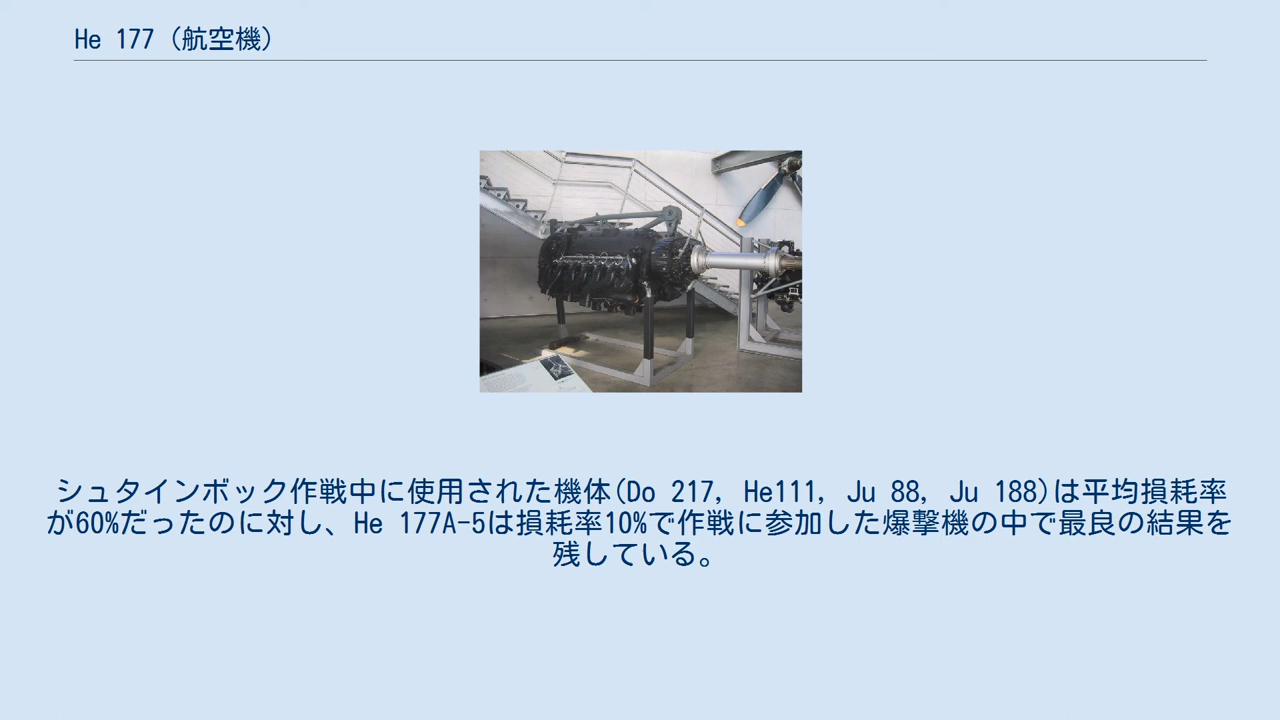 He 177 (航空機)
シュタインボック作戦中に使用された機体(Do 217, He111, Ju 88, Ju 188)は平均損耗率
が60%だったのに対し、He 177A-5は損耗率10%で作戦に参加した爆撃機の中で最良の結果を
残している。